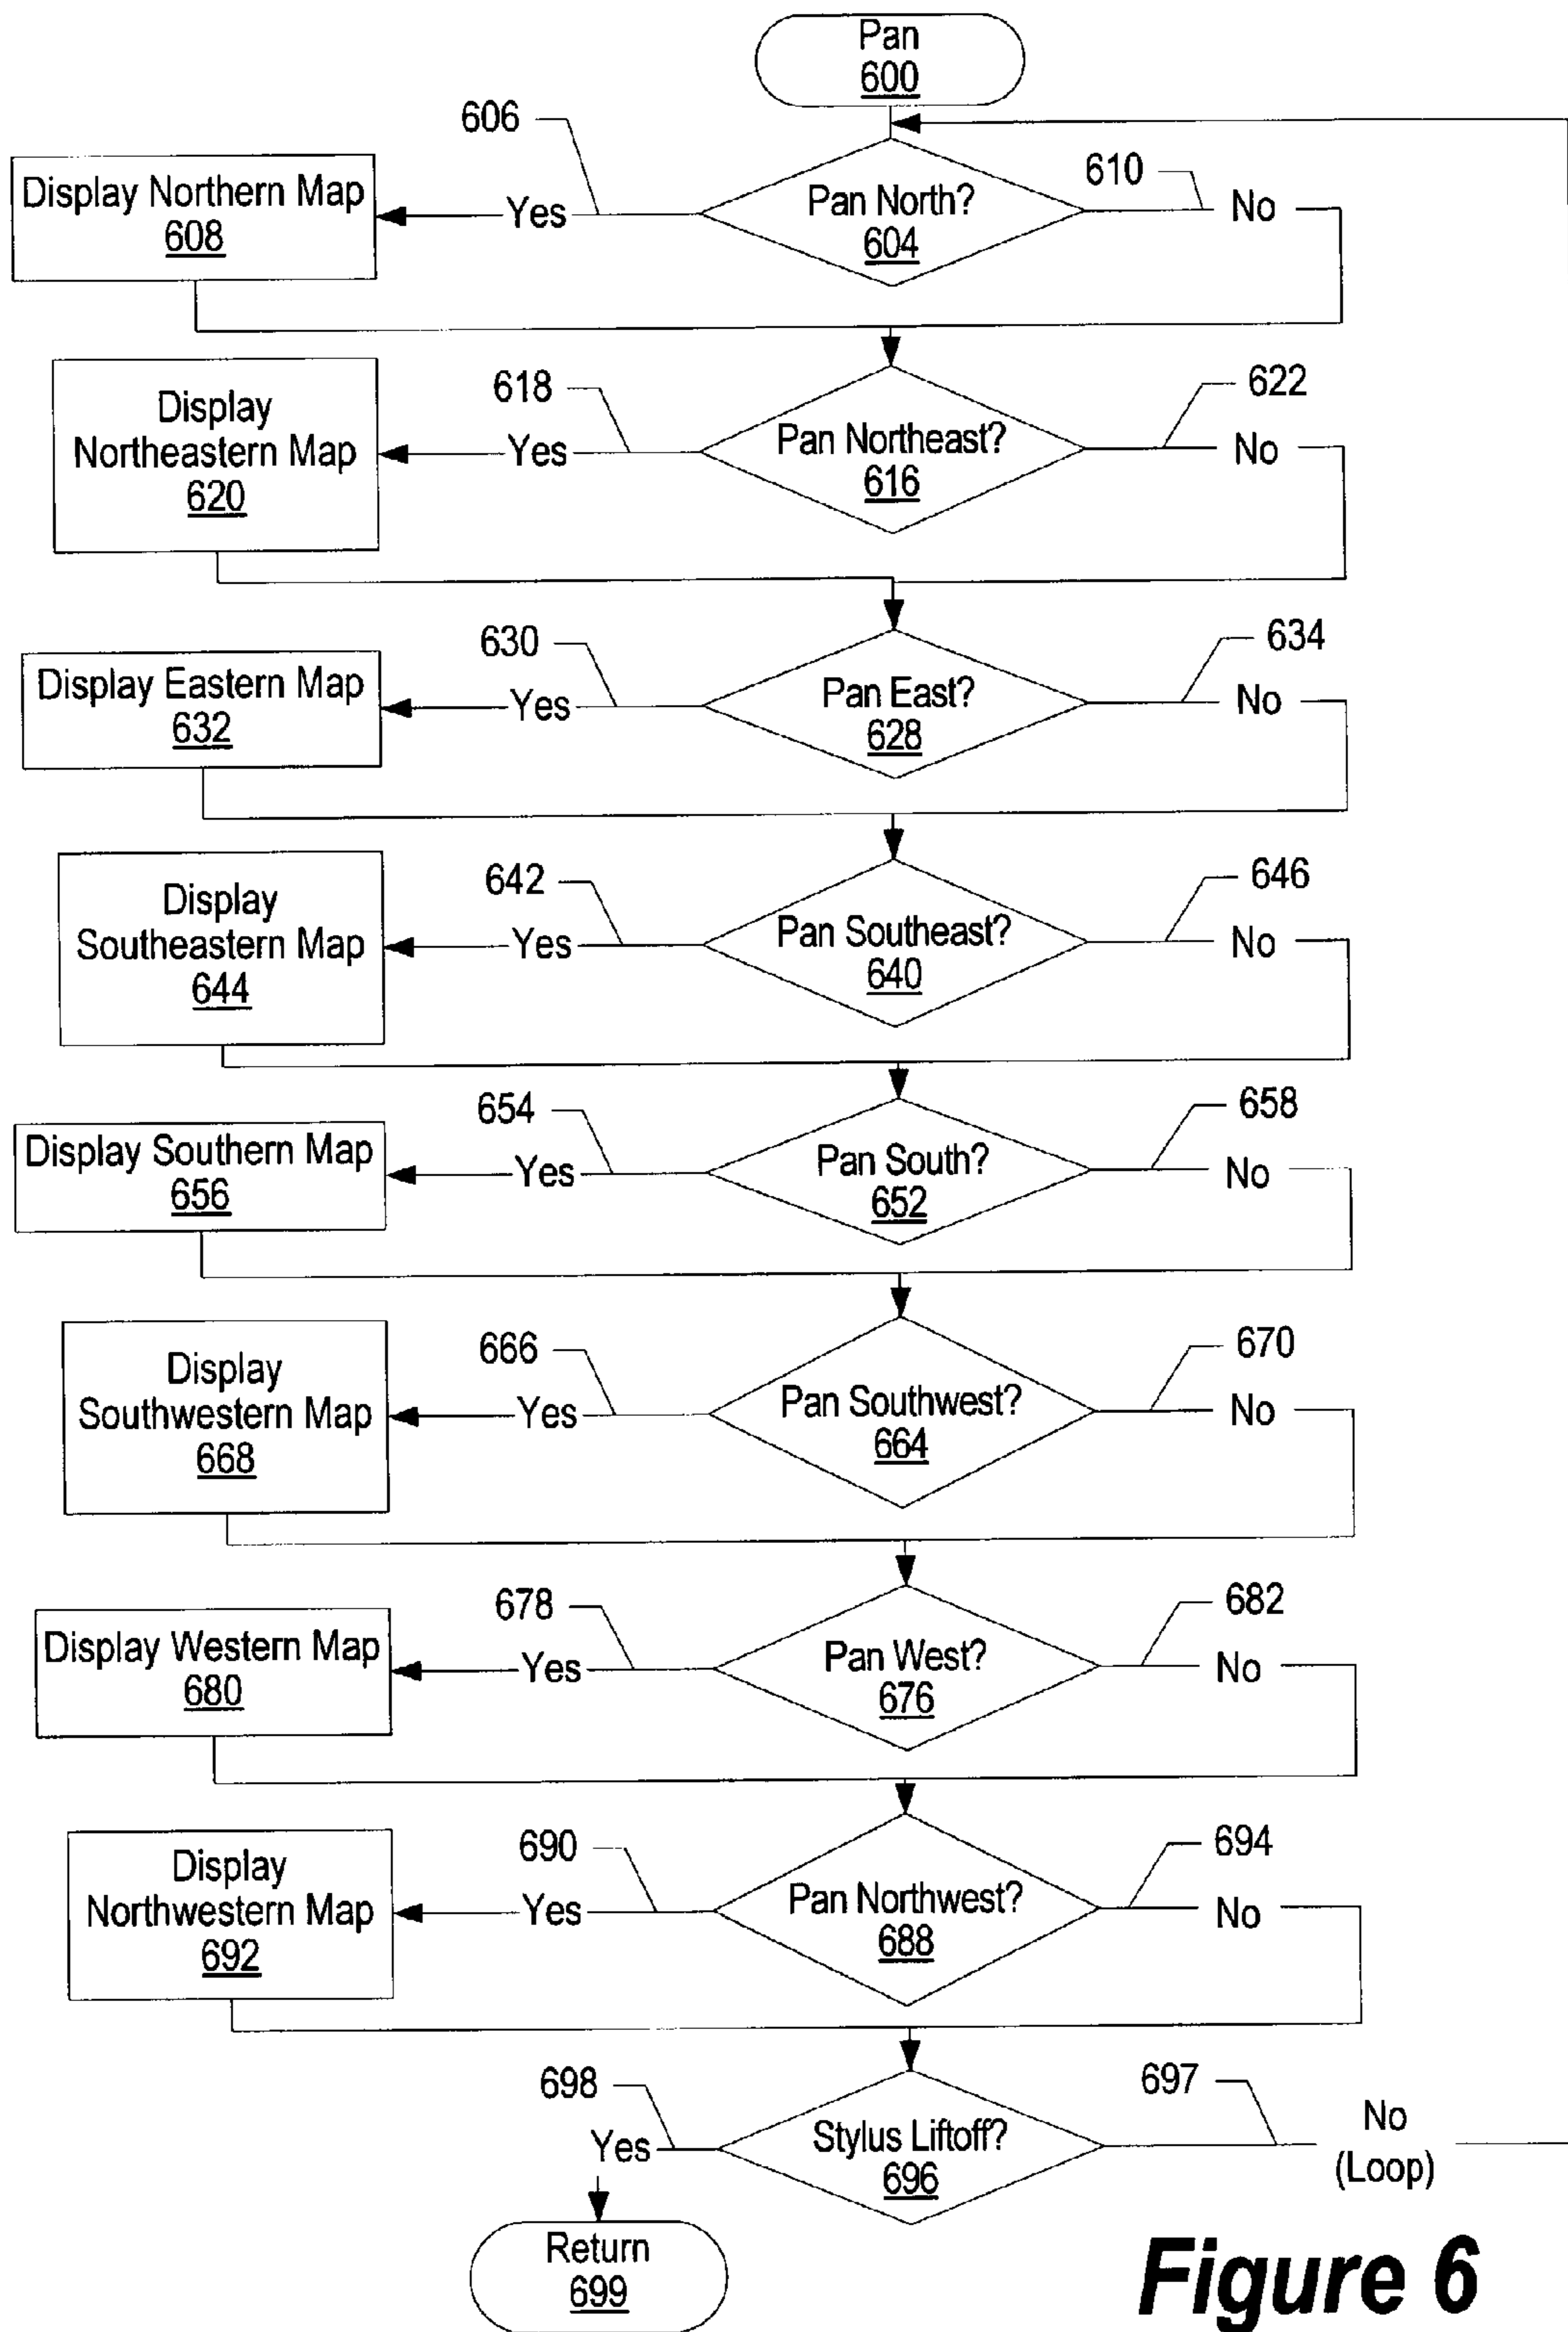 Pan
600
606
610
Display Northern Map
608
Yes
Pan North?
604
No
618
622
Display
Northeastern Map
620
Yes
Pan Northeast?
616
No
630
634
Display Eastern Map
632
Yes
Pan East?
628
No
642
646
Display
Southeastern Map
644
Yes
Pan Southeast?
640
No
654
658
Display Southern Map
656
Yes
Pan South?
652
No
666
670
Display
Southwestern Map
668
Yes
Pan Southwest?
664
No
678
682
Display Western Map
680
Yes
Pan West?
676
No
690
694
Display
Northwestern Map
692
Yes
Pan Northwest?
688
No
698
697
Yes
Stylus Liftoff?
696
No
(Loop)
Return
699
Figure 6